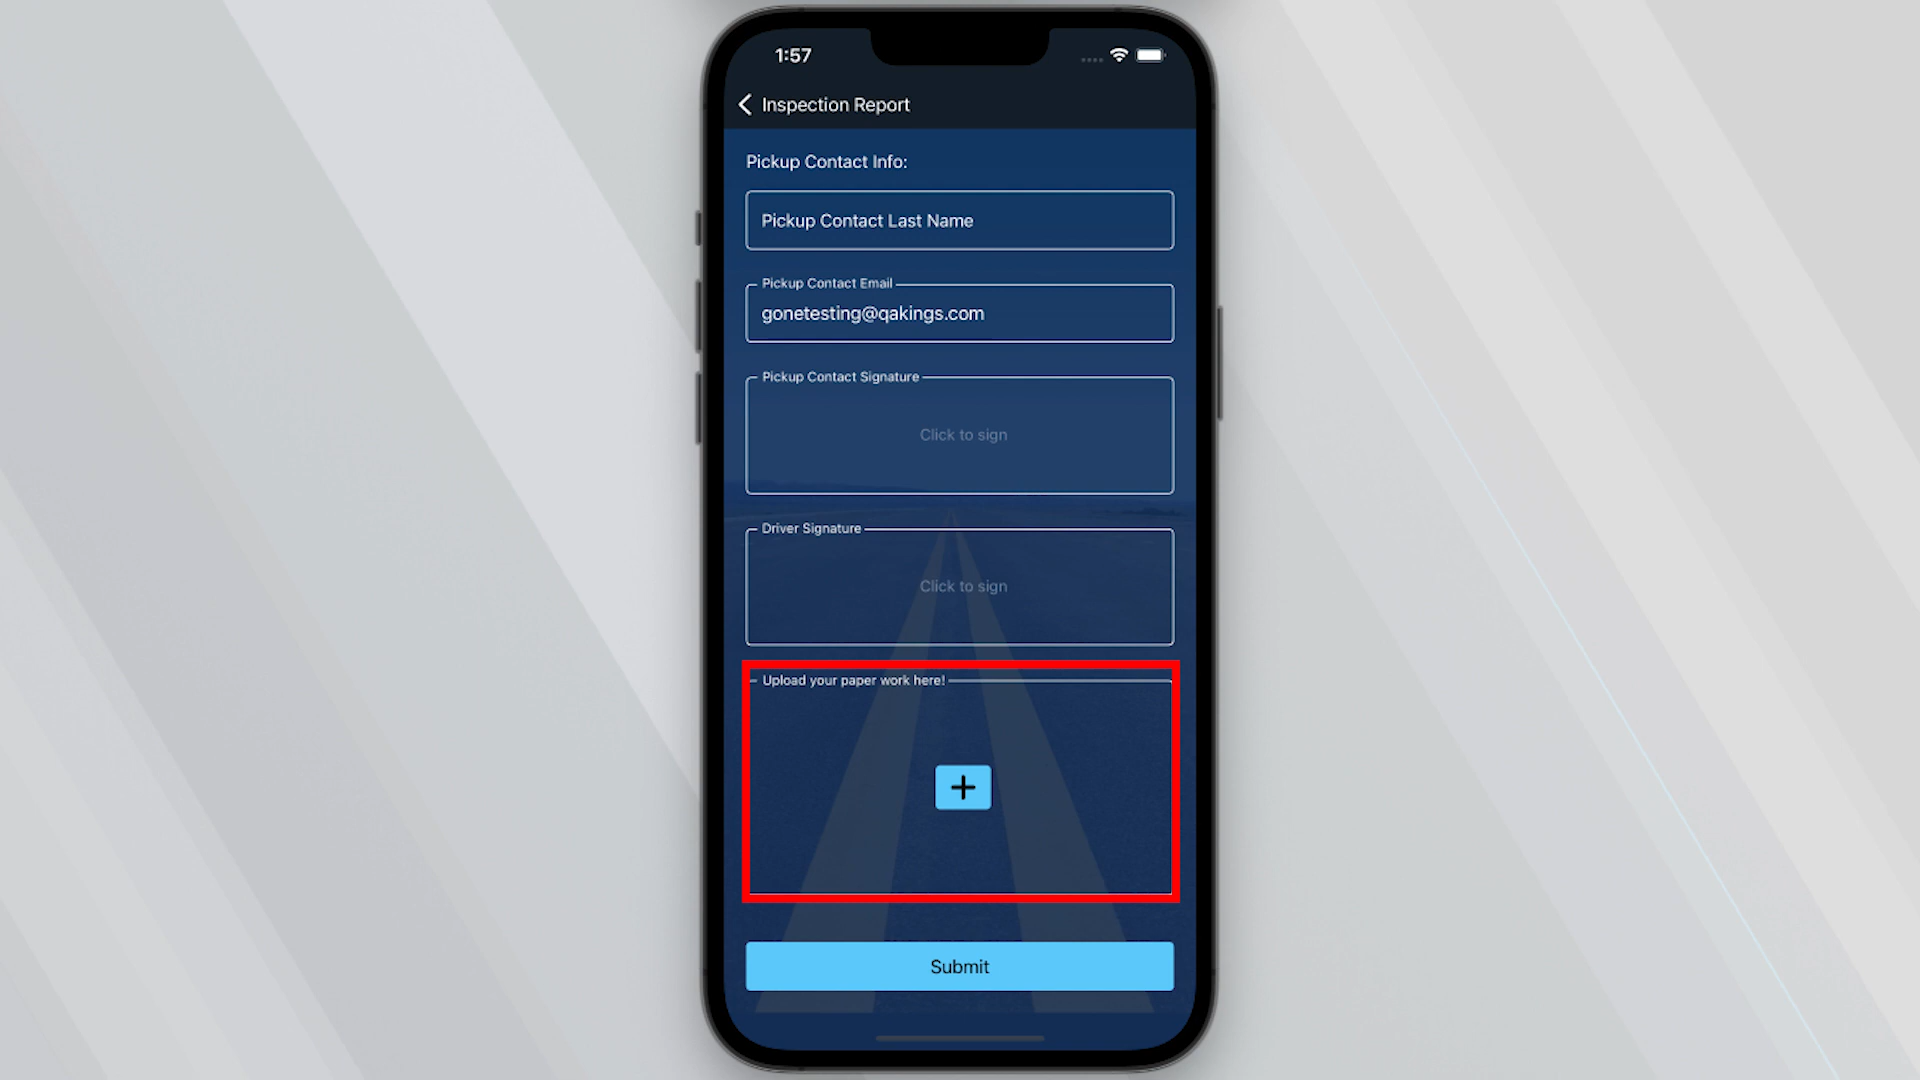 1:57
Inspection Report
Pickup Contact Info:
Pickup Contact Last Name
Pickup Contact Email
gonetesting@qakings.com
Pickup Contact Signature
Click to sign
Driver Signature
Click to sign
Upload your paper work here!
Submit